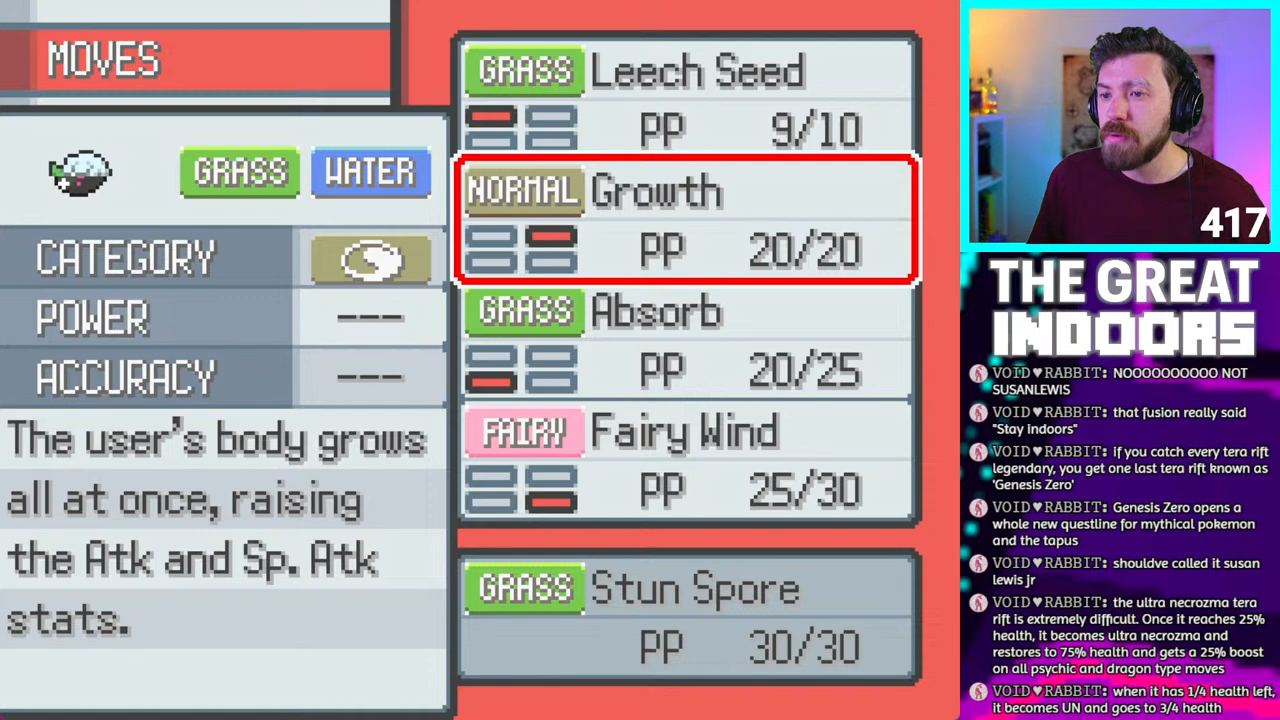 MOVES
GRASS WATER
CATEGORY
POWER ---
ACCURACY ---
The user's body grows
all at once, raising
the Atk and Sp. Atk
stats.
GRASS Leech Seed
PP 9/10
NORMAL Growth
PP 20/20
GRASS Absorb
PP 20/25
FAIRY Fairy Wind
PP 25/30
GRASS Stun Spore
PP 30/30
417
THE GREAT
INDOORS
VOID♥RABBIT: NOOOOOOOOOO NOT
SUSANLEWIS
VOID♥RABBIT: that fusion really said
"Stay indoors"
VOID♥RABBIT: if you catch every tera rift
legendary, you get one last tera rift known as
'Genesis Zero'
VOID♥RABBIT: Genesis Zero opens a
whole new questline for mythical pokemon
and the tapus
VOID♥RABBIT: shouldve called it susan
lewis jr
VOID♥RABBIT: the ultra necrozma tera
rift is extremely difficult. Once it reaches 25%
health, it becomes ultra necrozma and
restores to 75% health and gets a 25% boost
on all psychic and dragon type moves
VOID♥RABBIT: when it has 1/4 health left,
it becomes UN and goes to 3/4 health